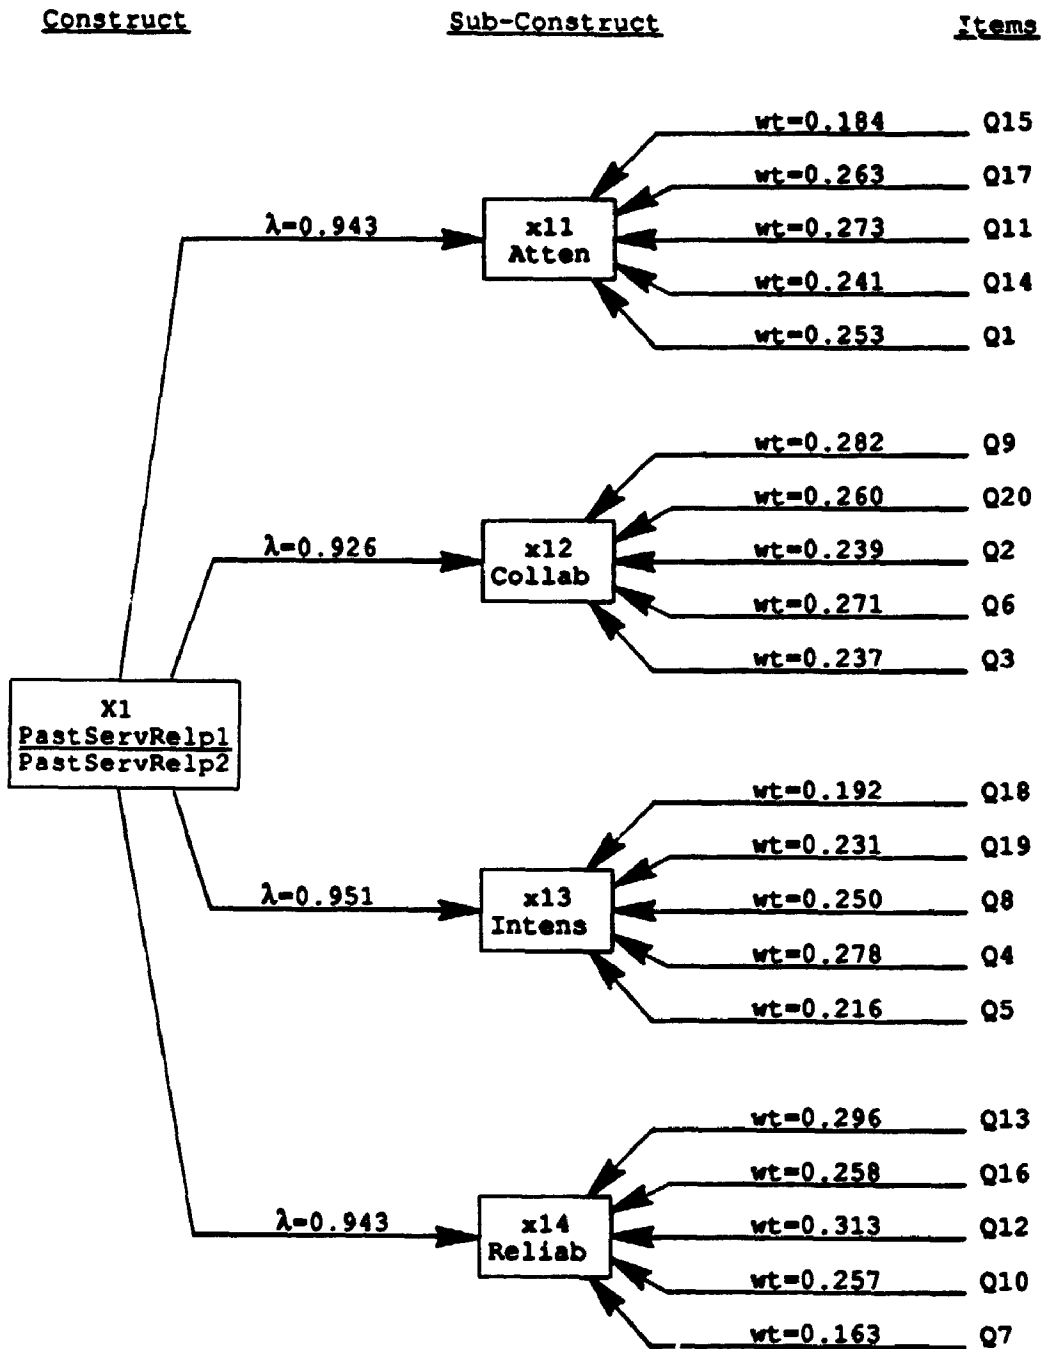 Construct Sub-Construct Items
wt=0.184 Q15
wt=0.263 Q17
λ=0.943 x11 wt=0.273 Q11
Atten
wt=0.241 Q14
wt=0.253 Q1
wt=0.282 Q9
wt=0.260 Q20
λ=0.926 x12 wt=0.239 Q2
Collab
wt=0.271 Q6
wt=0.237 Q3
X1
PastServRelp1
PastServRelp2
wt=0.192 Q18
wt=0.231 Q19
λ=0.951 x13 wt=0.250 Q8
Intens
wt=0.278 Q4
wt=0.216 Q5
wt=0.296 Q13
wt=0.258 Q16
λ=0.943 x14 wt=0.313 Q12
Reliab
wt=0.257 Q10
wt=0.163 Q7